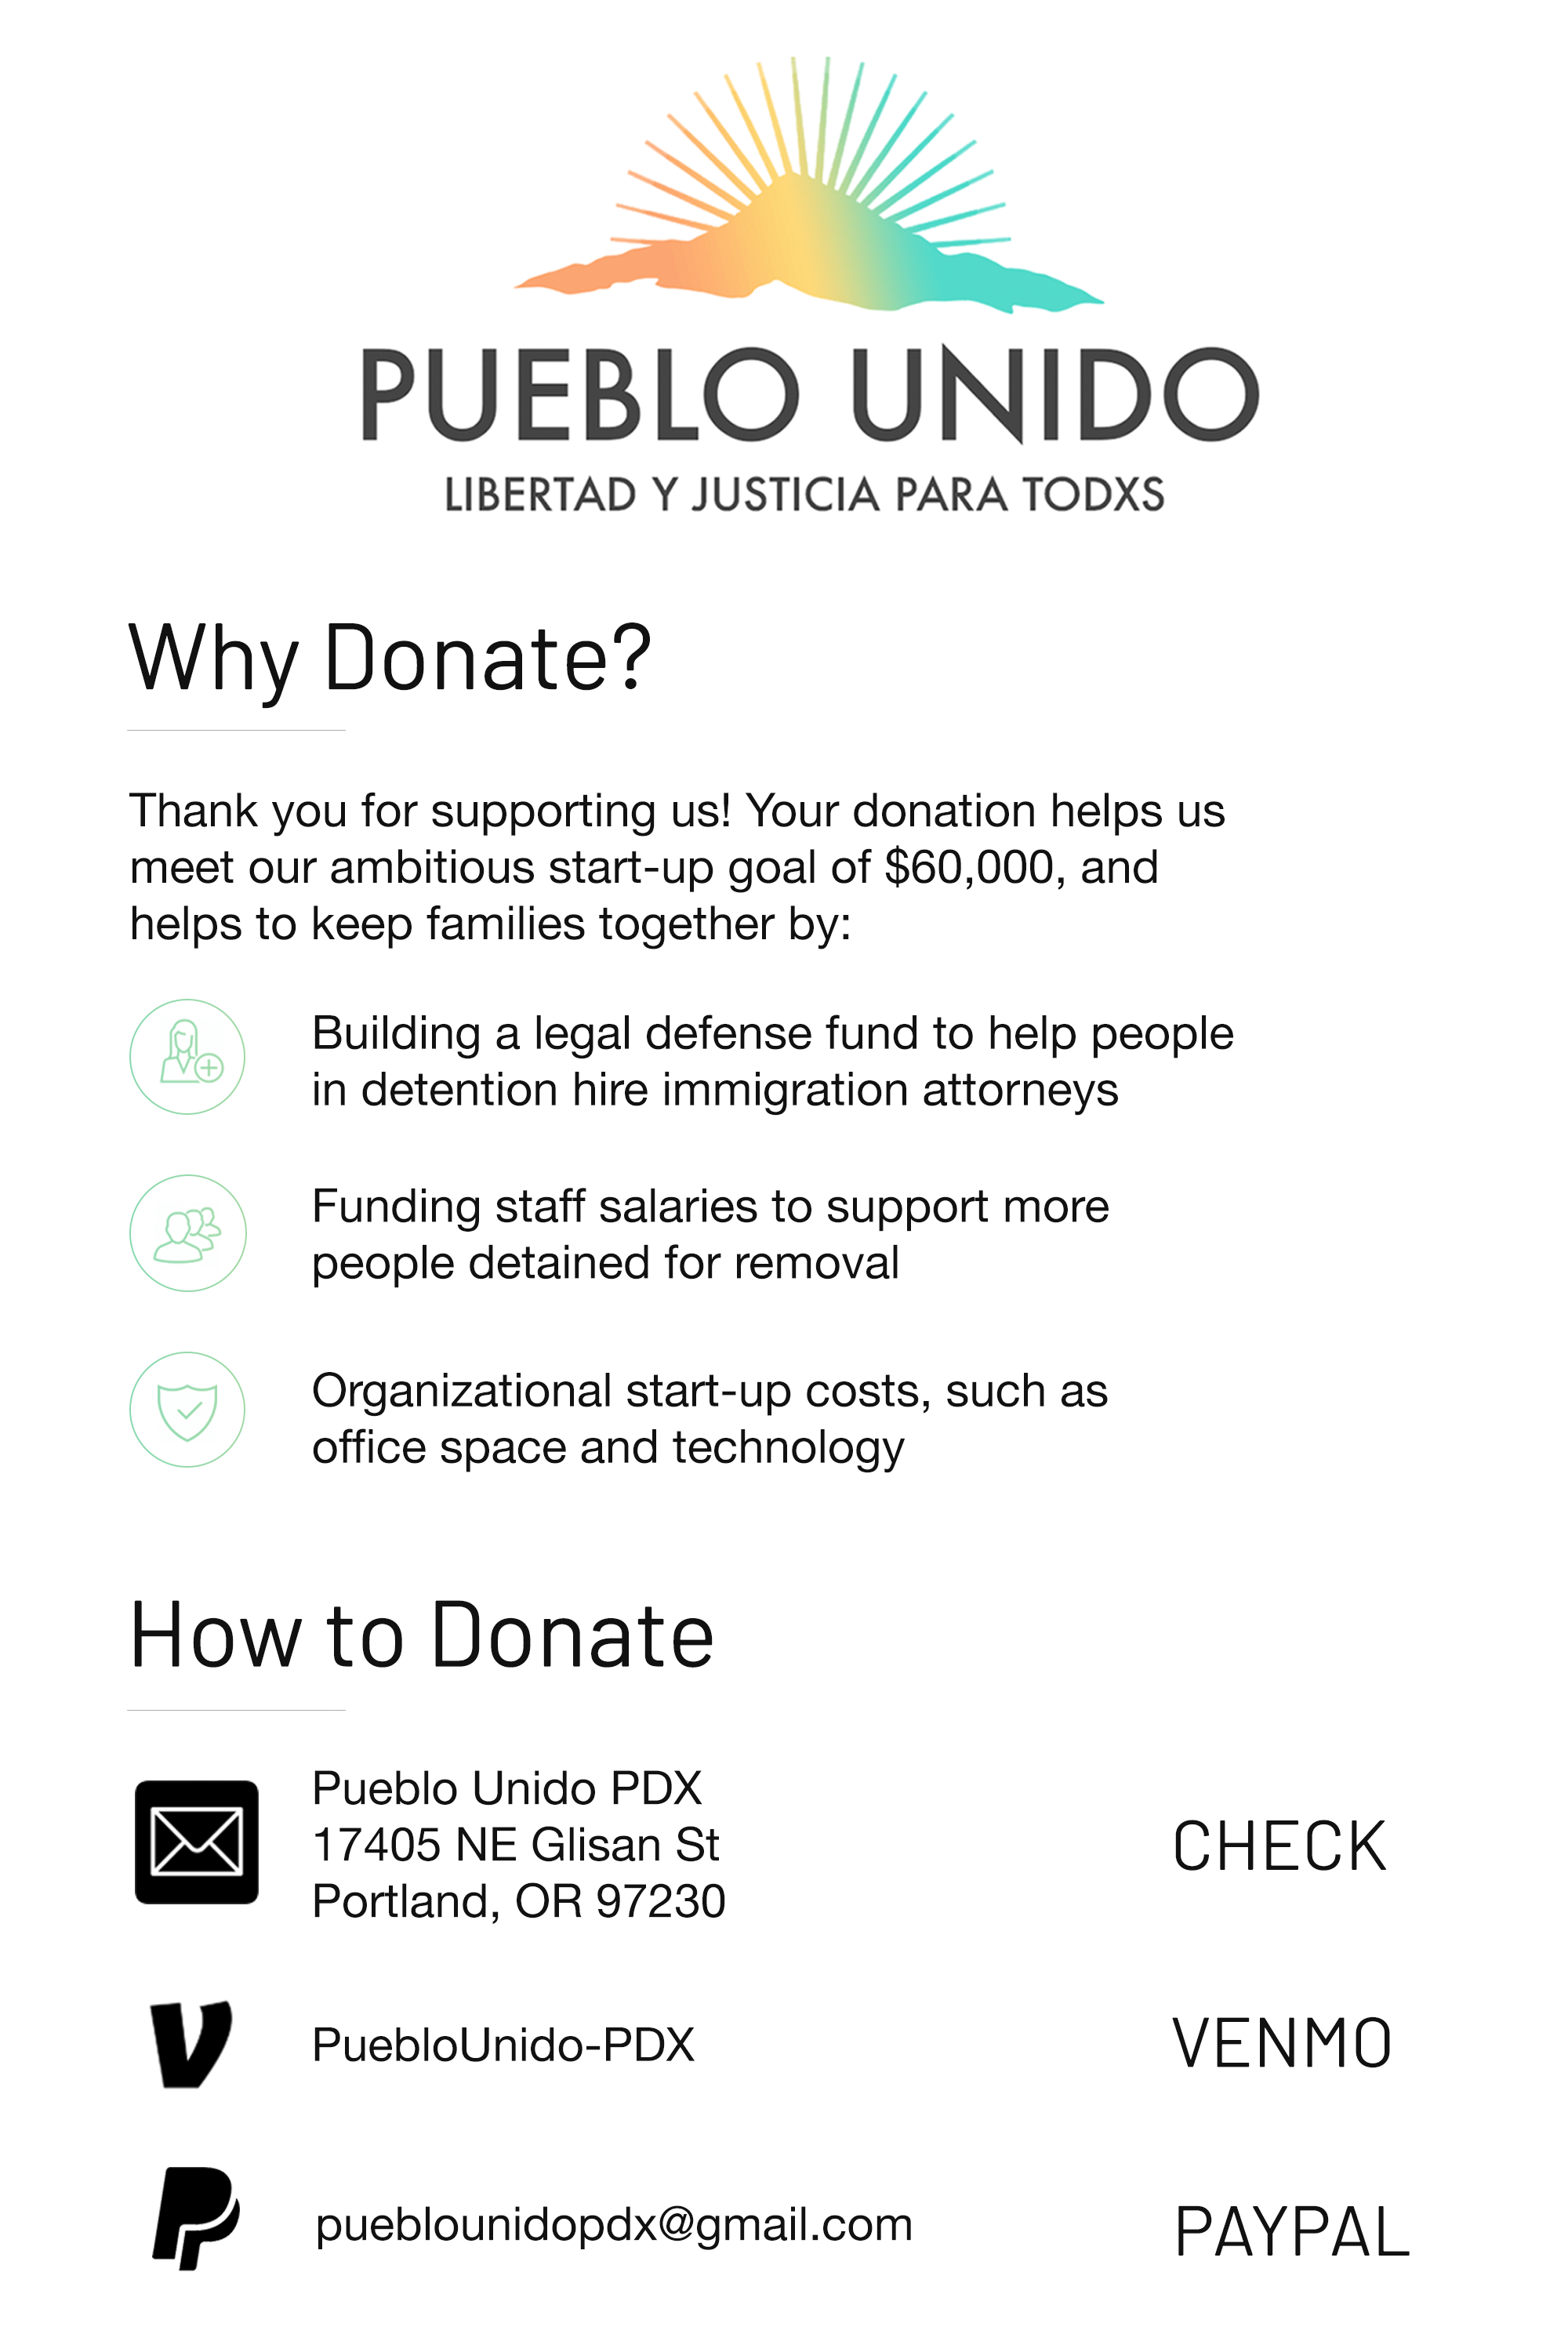 PUEBLO UNIDO
LIBERTAD Y JUSTICIA PARA TODXS
Why Donate?
Thank you for supporting us! Your donation helps us
meet our ambitious start-up goal of $60,000, and
helps to keep families together by:
Building a legal defense fund to help people
in detention hire immigration attorneys
Funding staff salaries to support more
people detained for removal
Organizational start-up costs, such as
office space and technology
How to Donate
Pueblo Unido PDX
17405 NE Glisan St
Portland, OR 97230
CHECK
PuebloUnido-PDX
VENMO
pueblounidopdx@gmail.com
PAYPAL